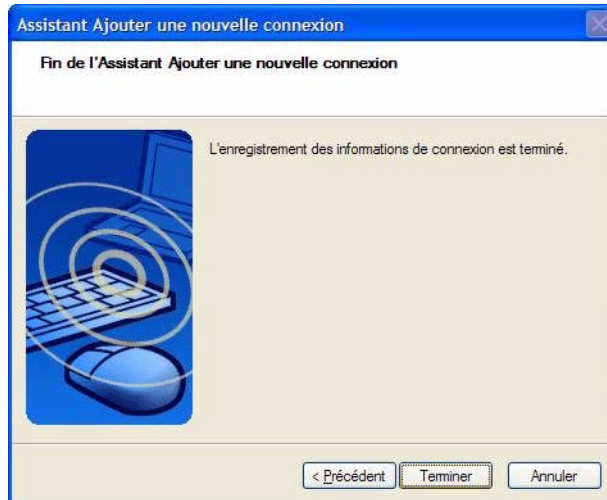 Assistant Ajouter une nouvelle connexion
Fin de l'Assistant Ajouter une nouvelle connexion
L'enregistrement des informations de connexion est terminé.
< Précédent Terminer Annuler